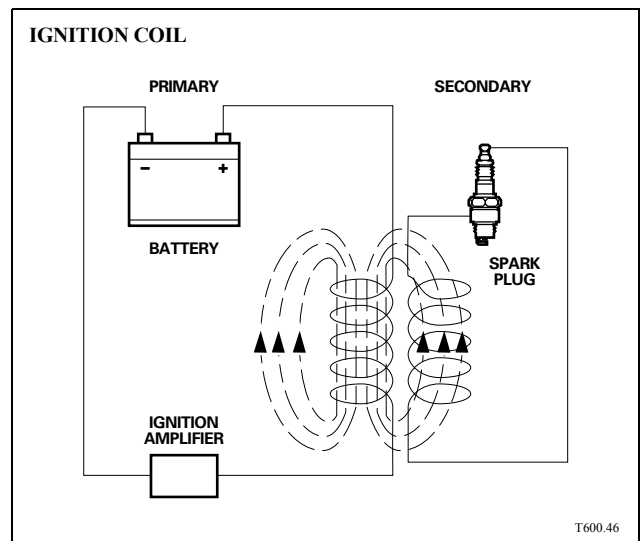 IGNITION COIL
PRIMARY
SECONDARY
- +
BATTERY
SPARK
PLUG
IGNITION
AMPLIFIER
T600.46